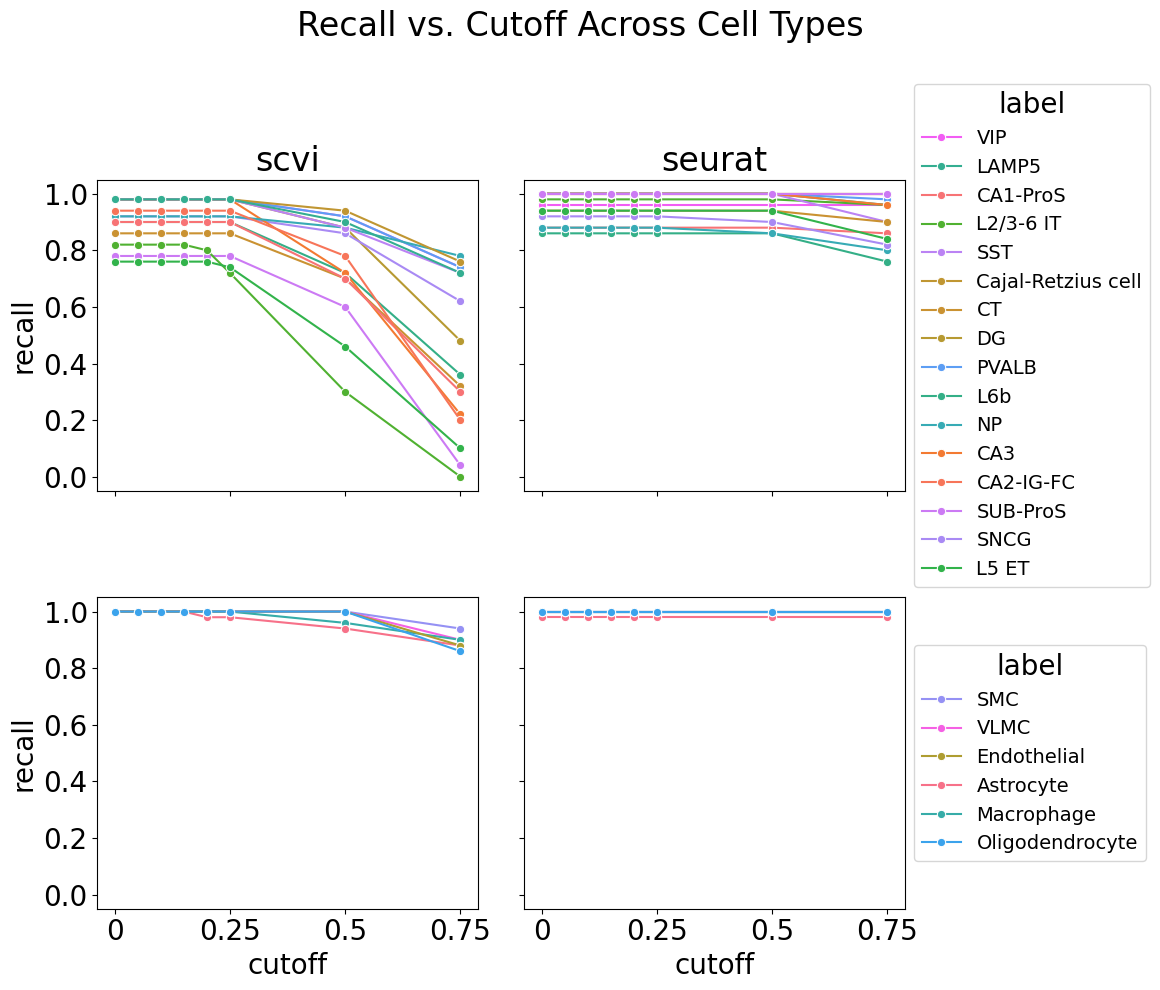 Recall vs. Cutoff Across Cell Types
scvi
seurat
recall
1.0
0.8
0.6
0.4
0.2
0.0
label
VIP
LAMP5
CA1-ProS
L2/3-6 IT
SST
Cajal-Retzius cell
CT
DG
PVALB
L6b
NP
CA3
CA2-IG-FC
SUB-ProS
SNCG
L5 ET
recall
1.0
0.8
0.6
0.4
0.2
0.0
0 0.25 0.5 0.75
cutoff
0 0.25 0.5 0.75
cutoff
label
SMC
VLMC
Endothelial
Astrocyte
Macrophage
Oligodendrocyte